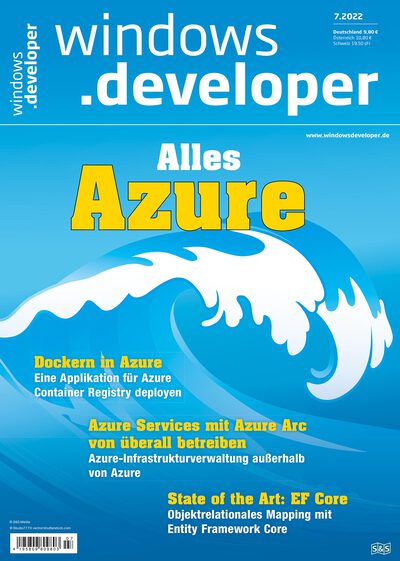 windows
.developer
windows
.developer
7.2022
Deutschland 9,80 €
Österreich 10,80 €
Schweiz 19,50 sFr
www.windowsdeveloper.de
Alles
Azure
Dockern in Azure
Eine Applikation für Azure
Container Registry deployen
Azure Services mit Azure Arc
von überall betreiben
Azure-Infrastrukturverwaltung außerhalb
von Azure
State of the Art: EF Core
Objektrelationales Mapping mit
Entity Framework Core
© S&S Media
S&S